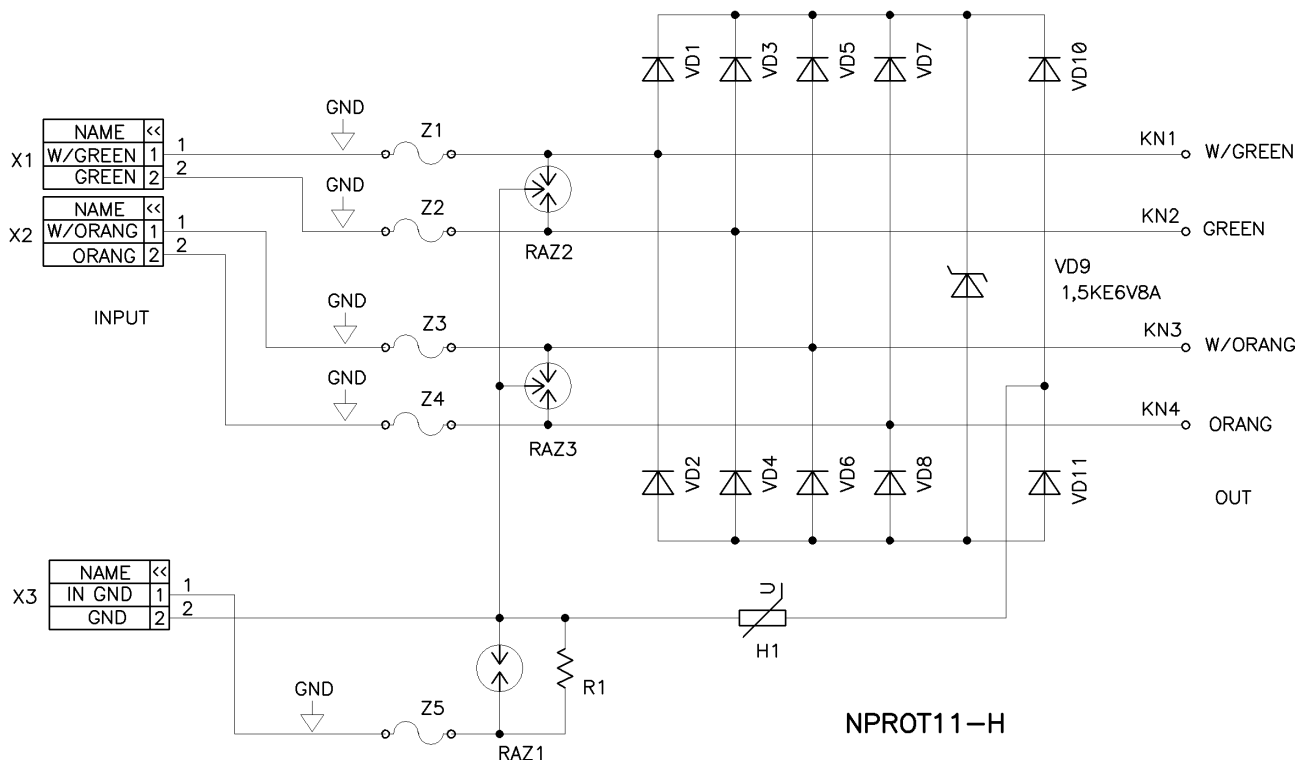 VD1
VD3
VD5
VD7
VD10
GND
Z1
KN1
W/GREEN
X1
NAME <<
W/GREEN 1
GREEN 2
1
2
GND
Z2
KN2
GREEN
RAZ2
X2
NAME <<
W/ORANG 1
ORANG 2
1
2
VD9
1,5KE6V8A
INPUT
GND
Z3
KN3
W/ORANG
GND
Z4
KN4
ORANG
RAZ3
VD2
VD4
VD6
VD8
VD11
OUT
X3
NAME <<
IN GND 1
GND 2
1
2
U
H1
R1
GND
Z5
RAZ1
NPROT11-H